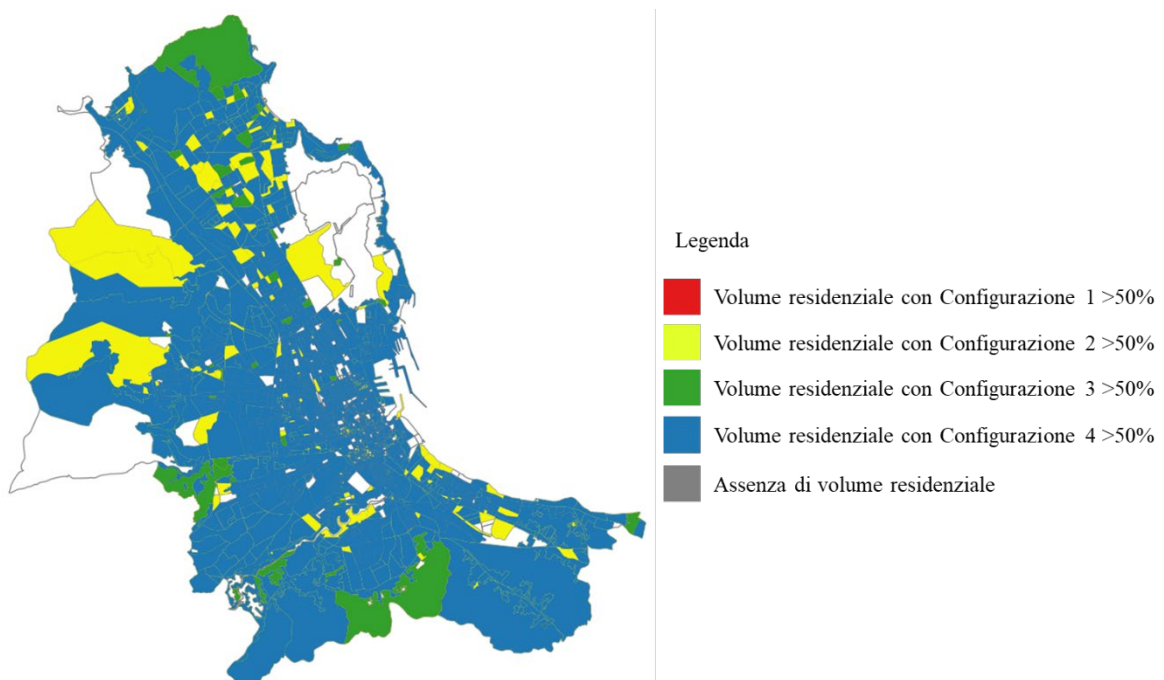 Legenda
Volume residenziale con Configurazione 1 >50%
Volume residenziale con Configurazione 2 >50%
Volume residenziale con Configurazione 3 >50%
Volume residenziale con Configurazione 4 >50%
Assenza di volume residenziale